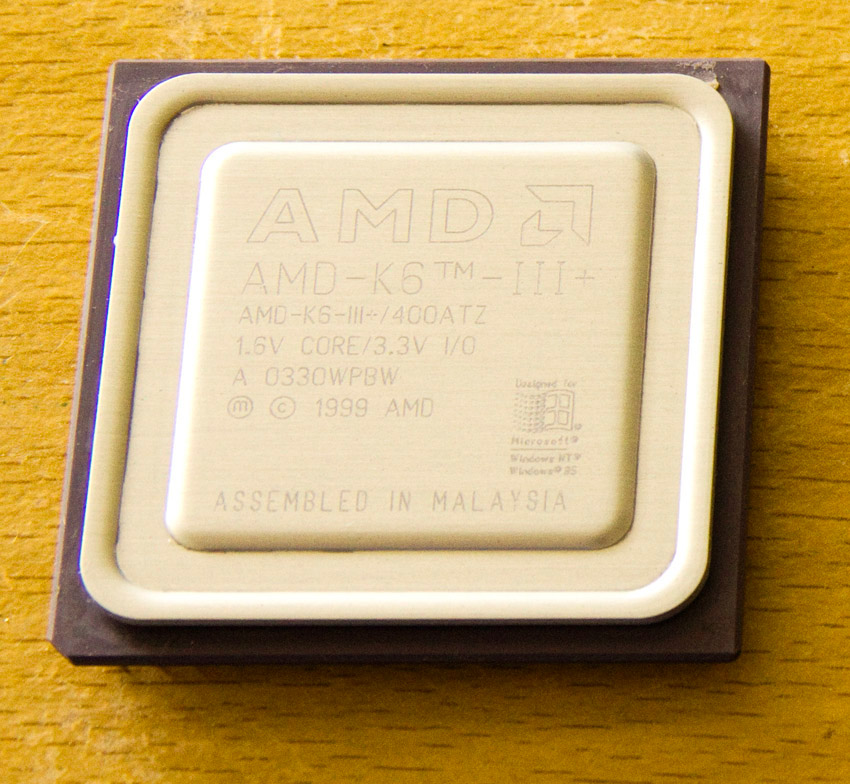 AMD
AMD-K6™-III+
AMD-K6-III+/400ATZ
1.6V CORE/3.3V I/O
A 0330WPBW
ⓜ © 1999 AMD
Designed for
Microsoft®
Windows NT®
Windows® 95
ASSEMBLED IN MALAYSIA